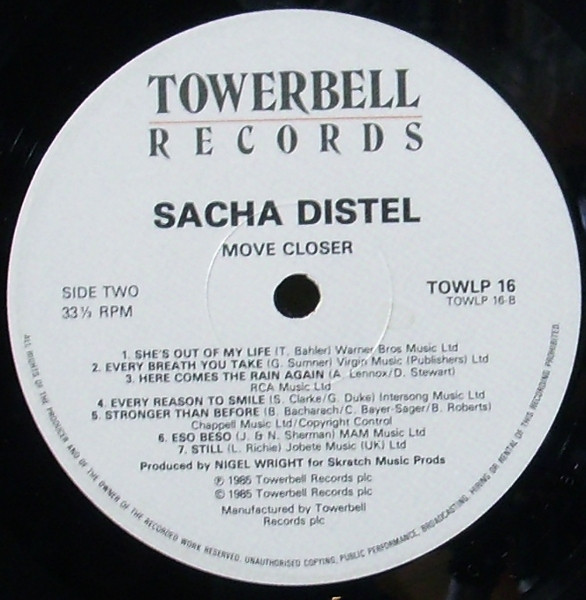 TOWERBELL
RECORDS
SACHA DISTEL
MOVE CLOSER
SIDE TWO
33⅓ RPM
TOWLP 16
TOWLP 16-B
1. SHE'S OUT OF MY LIFE (T. Bahler) Warner Bros Music Ltd
2. EVERY BREATH YOU TAKE (G. Sumner) Virgin Music (Publishers) Ltd
3. HERE COMES THE RAIN AGAIN (A. Lennox/D. Stewart)
RCA Music Ltd
4. EVERY REASON TO SMILE (S. Clarke/G. Duke) Intersong Music Ltd
5. STRONGER THAN BEFORE (B. Bacharach/C. Bayer-Sager/B. Roberts)
Chappell Music Ltd/Copyright Control
6. ESO BESO (J. & N. Sherman) MAM Music Ltd
7. STILL (L. Richie) Jobete Music (UK) Ltd
Produced by NIGEL WRIGHT for Skratch Music Prods
℗ 1985 Towerbell Records plc
© 1985 Towerbell Records plc
Manufactured by Towerbell
Records plc
ALL RIGHTS OF THE PRODUCER AND OF THE OWNER OF THE RECORDED WORK RESERVED. UNAUTHORISED COPYING, PUBLIC PERFORMANCE, BROADCASTING, HIRING OR RENTAL OF THIS RECORDING PROHIBITED.